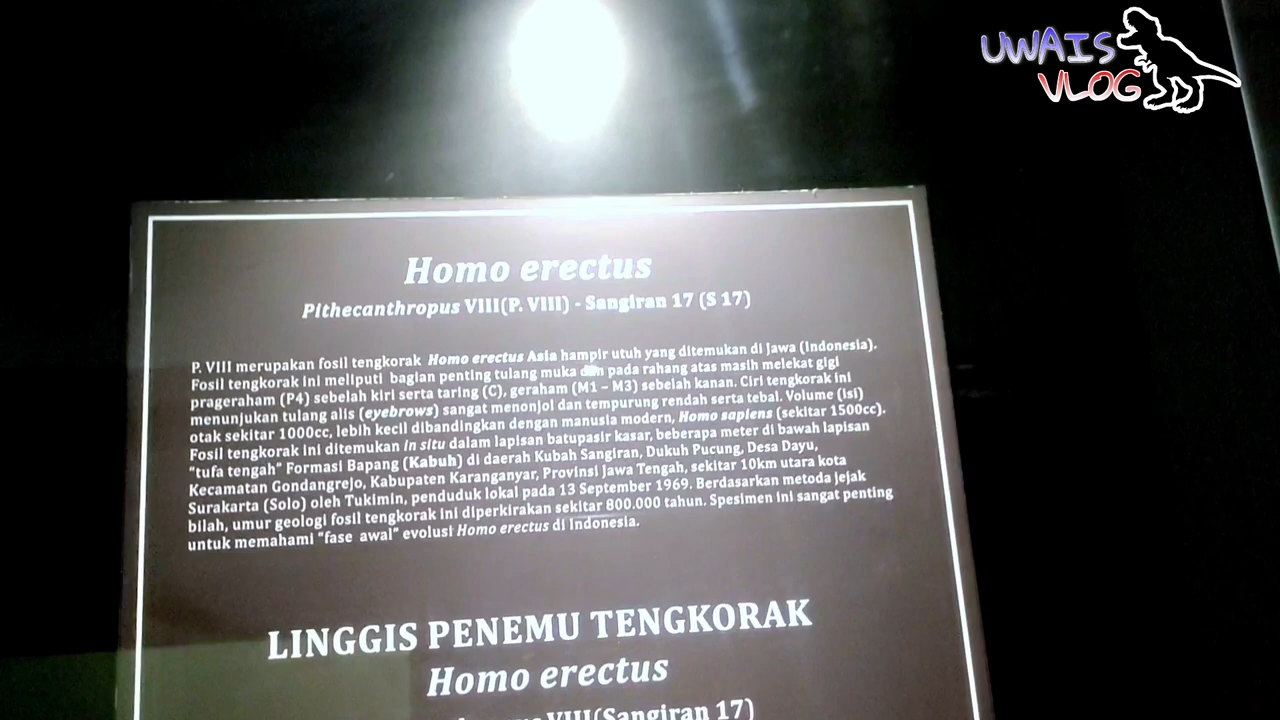 UWAIS
VLOG
Homo erectus
Pithecanthropus VIII(P. VIII) - Sangiran 17 (S 17)
P. VIII merupakan fosil tengkorak Homo erectus Asia hampir utuh yang ditemukan di Jawa (Indonesia).
Fosil tengkorak ini meliputi bagian penting tulang muka dan pada rahang atas masih melekat gigi
prageraham (P4) sebelah kiri serta taring (C), geraham (M1 – M3) sebelah kanan. Ciri tengkorak ini
menunjukan tulang alis (eyebrows) sangat menonjol dan tempurung rendah serta tebal. Volume (isi)
otak sekitar 1000cc, lebih kecil dibandingkan dengan manusia modern, Homo sapiens (sekitar 1500cc).
Fosil tengkorak ini ditemukan in situ dalam lapisan batupasir kasar, beberapa meter di bawah lapisan
"tufa tengah" Formasi Bapang (Kabuh) di daerah Kubah Sangiran, Dukuh Pucung, Desa Dayu,
Kecamatan Gondangrejo, Kabupaten Karanganyar, Provinsi Jawa Tengah, sekitar 10km utara kota
Surakarta (Solo) oleh Tukimin, penduduk lokal pada 13 September 1969. Berdasarkan metoda jejak
bilah, umur geologi fosil tengkorak ini diperkirakan sekitar 800.000 tahun. Spesimen ini sangat penting
untuk memahami "fase awal" evolusi Homo erectus di Indonesia.
LINGGIS PENEMU TENGKORAK
Homo erectus
VIII(Sangiran 17)